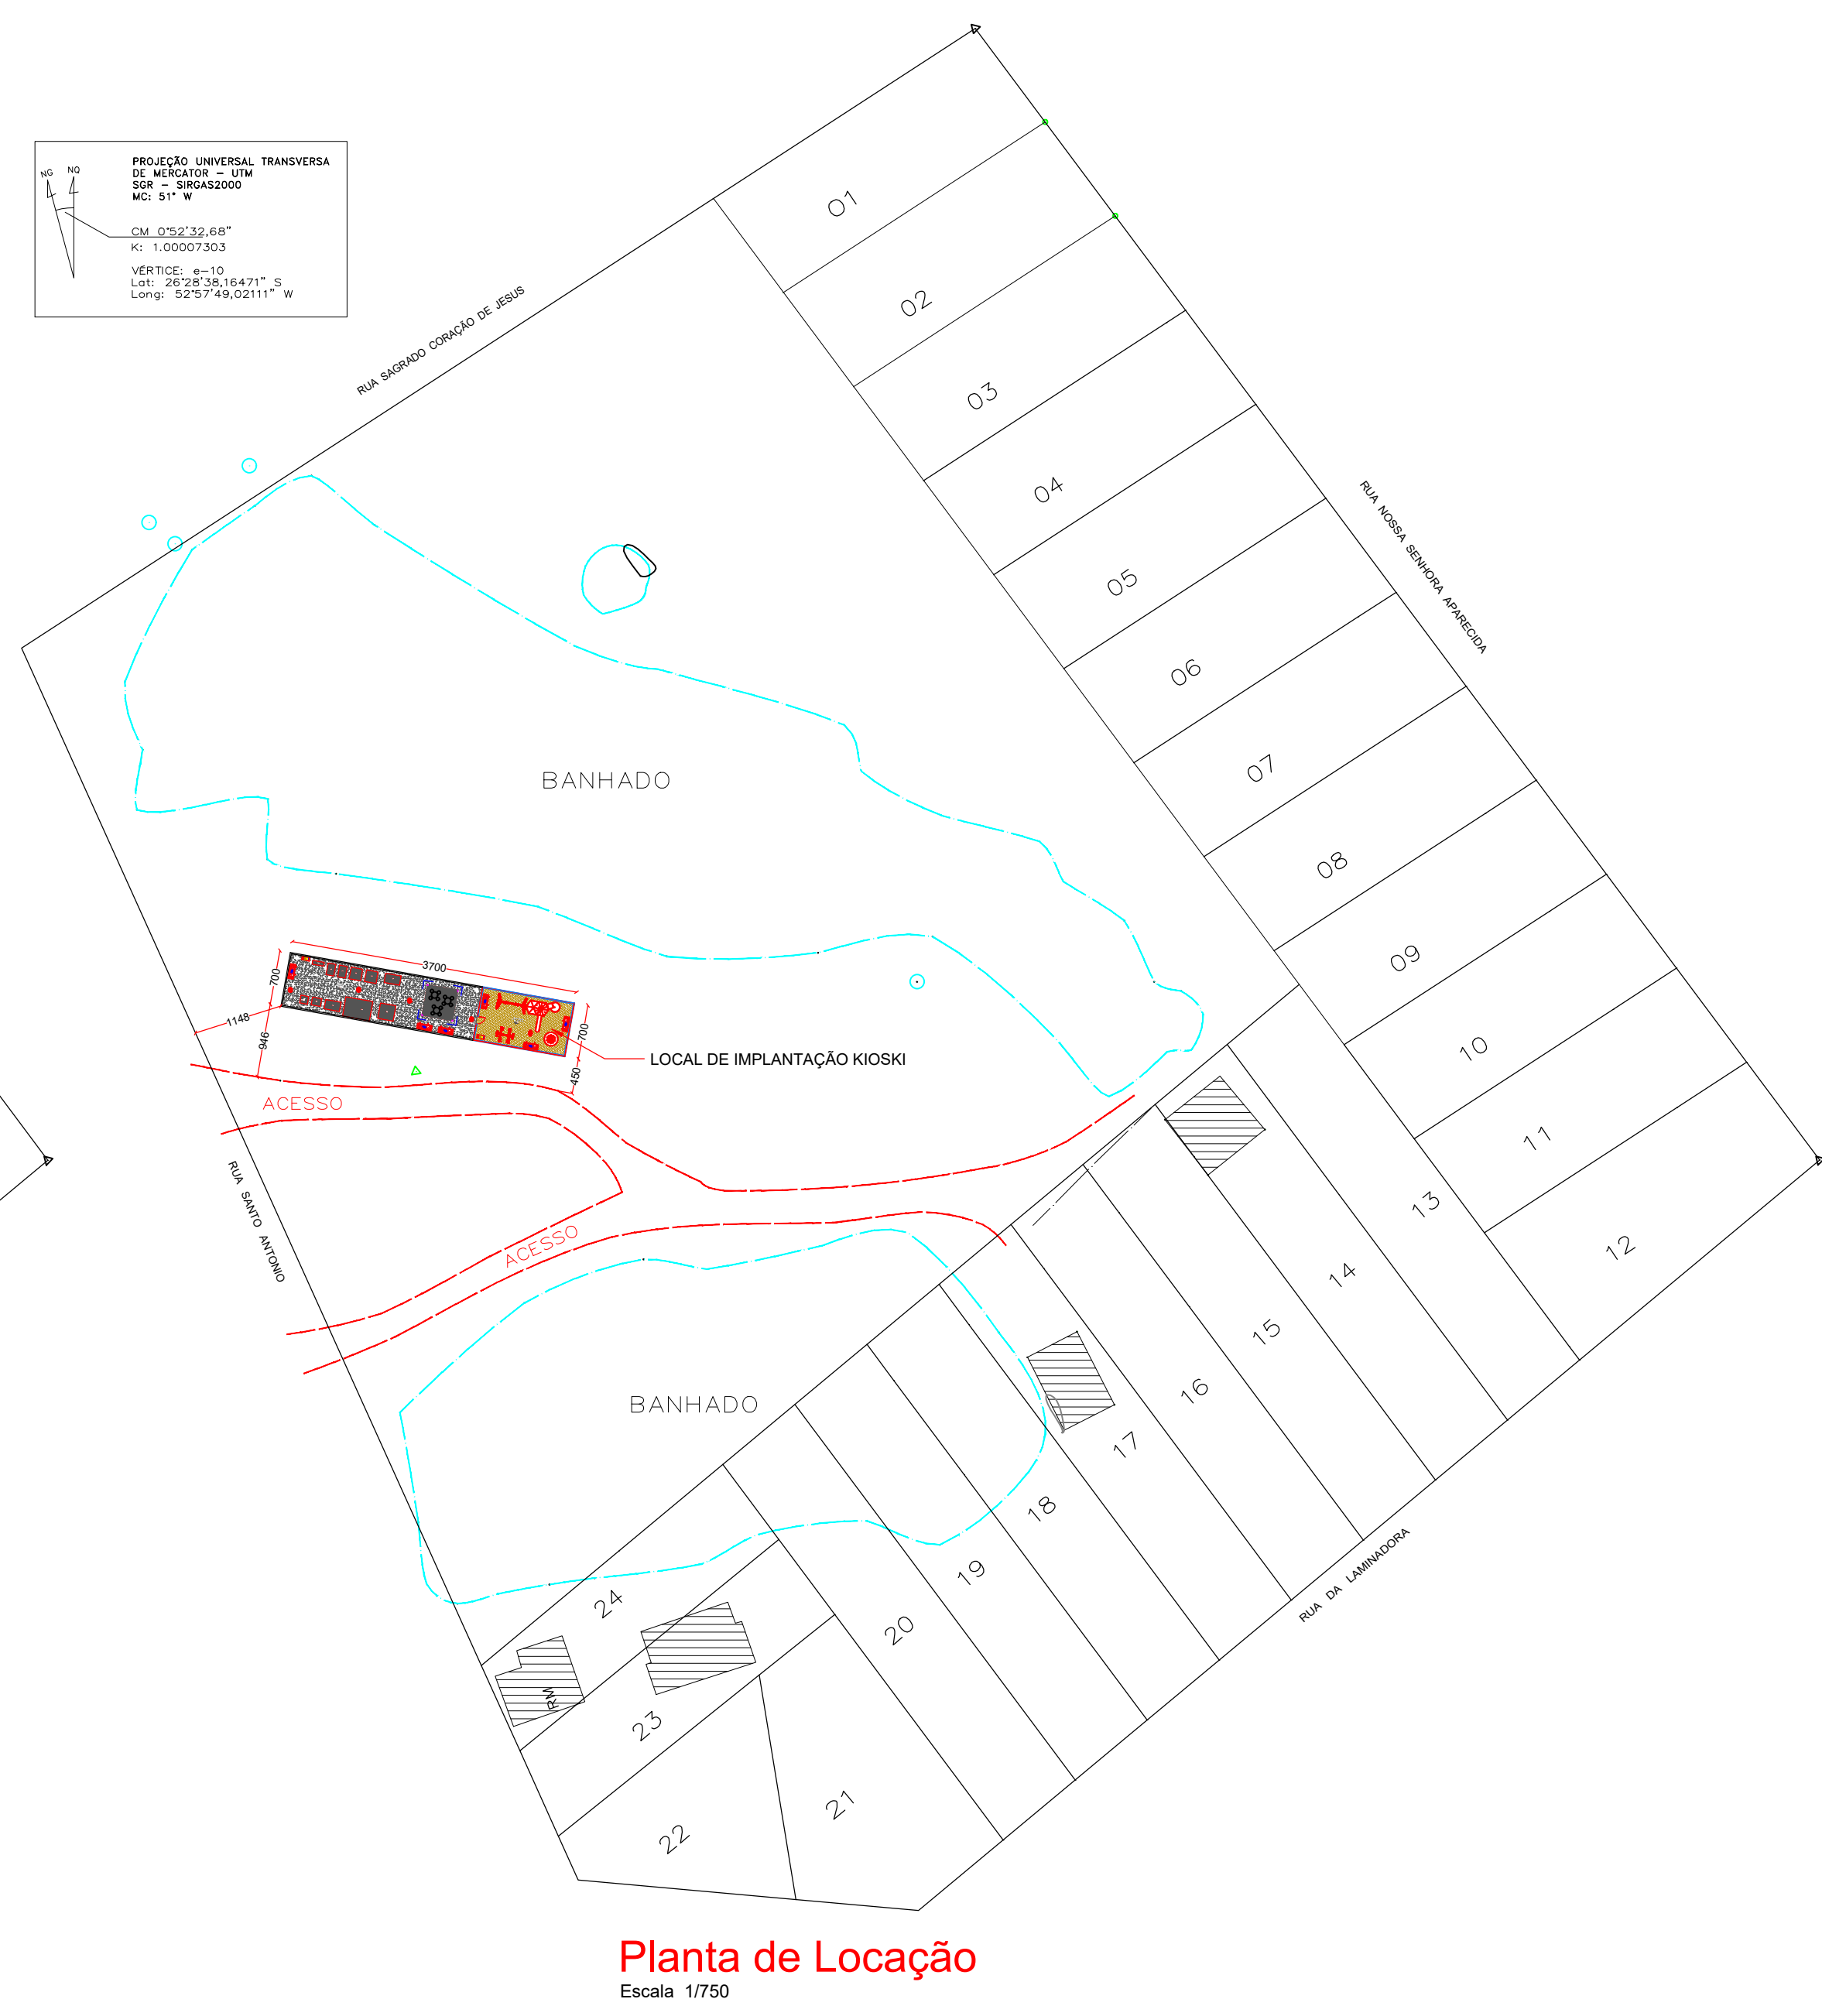 NG
NQ
PROJEÇÃO UNIVERSAL TRANSVERSA
DE MERCATOR – UTM
SGR – SIRGAS2000
MC: 51° W
CM 0°52'32,68"
K: 1.00007303
VÉRTICE: e–10
Lat: 26°28'38,16471" S
Long: 52°57'49,02111" W
RUA SAGRADO CORAÇÃO DE JESUS
01
02
03
04
05
06
07
08
09
10
11
12
RUA NOSSA SENHORA APARECIDA
BANHADO
3700
700
1148
946
700
450
LOCAL DE IMPLANTAÇÃO KIOSKI
ACESSO
ACESSO
RUA SANTO ANTONIO
BANHADO
13
14
15
16
17
18
19
20
21
22
23
24
RM
RUA DA LAMINADORA
Planta de Locação
Escala 1/750